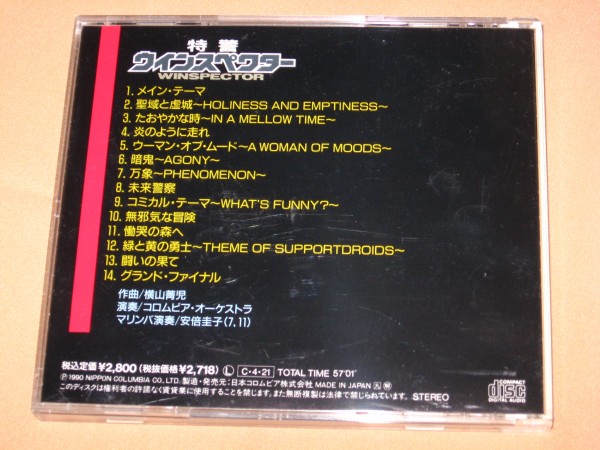 特警
ウインスペクター
WINSPECTOR
1. メイン・テーマ
2. 聖域と虚城〜HOLINESS AND EMPTINESS〜
3. たおやかな時〜IN A MELLOW TIME〜
4. 炎のように走れ
5. ウーマン・オブ・ムード〜A WOMAN OF MOODS〜
6. 暗鬼〜AGONY〜
7. 万象〜PHENOMENON〜
8. 未来警察
9. コミカル・テーマ〜WHAT'S FUNNY?〜
10. 無邪気な冒険
11. 慟哭の森へ
12. 緑と黄の勇士〜THEME OF SUPPORTDROIDS〜
13. 闘いの果て
14. グランド・ファイナル
作曲/横山菁児
演奏/コロムビア・オーケストラ
マリンバ演奏/安倍圭子(7, 11)
税込定価¥2,800(税抜価格¥2,718) Ⓛ C・4・21 TOTAL TIME 57'01"
Ⓟ1990 NIPPON COLUMBIA CO., LTD. 製造・発売元:日本コロムビア株式会社 MADE IN JAPAN
このディスクは権利者の許諾なく賃貸業に使用することを禁じます。また無断複製は法律で禁じられています。 STEREO
COMPACT
disc
DIGITAL AUDIO